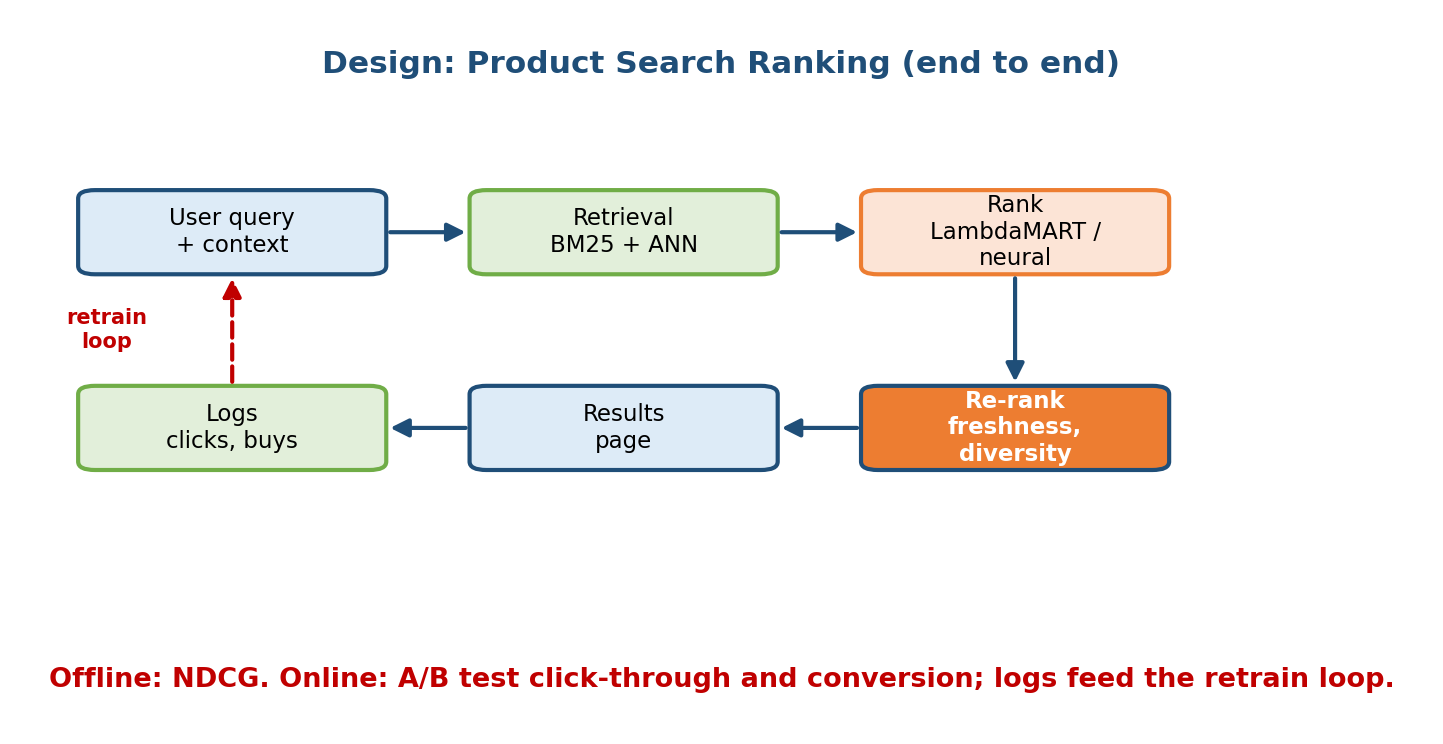 Design: Product Search Ranking (end to end)
User query
+ context
Retrieval
BM25 + ANN
Rank
LambdaMART /
neural
retrain
loop
Logs
clicks, buys
Results
page
Re-rank
freshness,
diversity
Offline: NDCG. Online: A/B test click-through and conversion; logs feed the retrain loop.